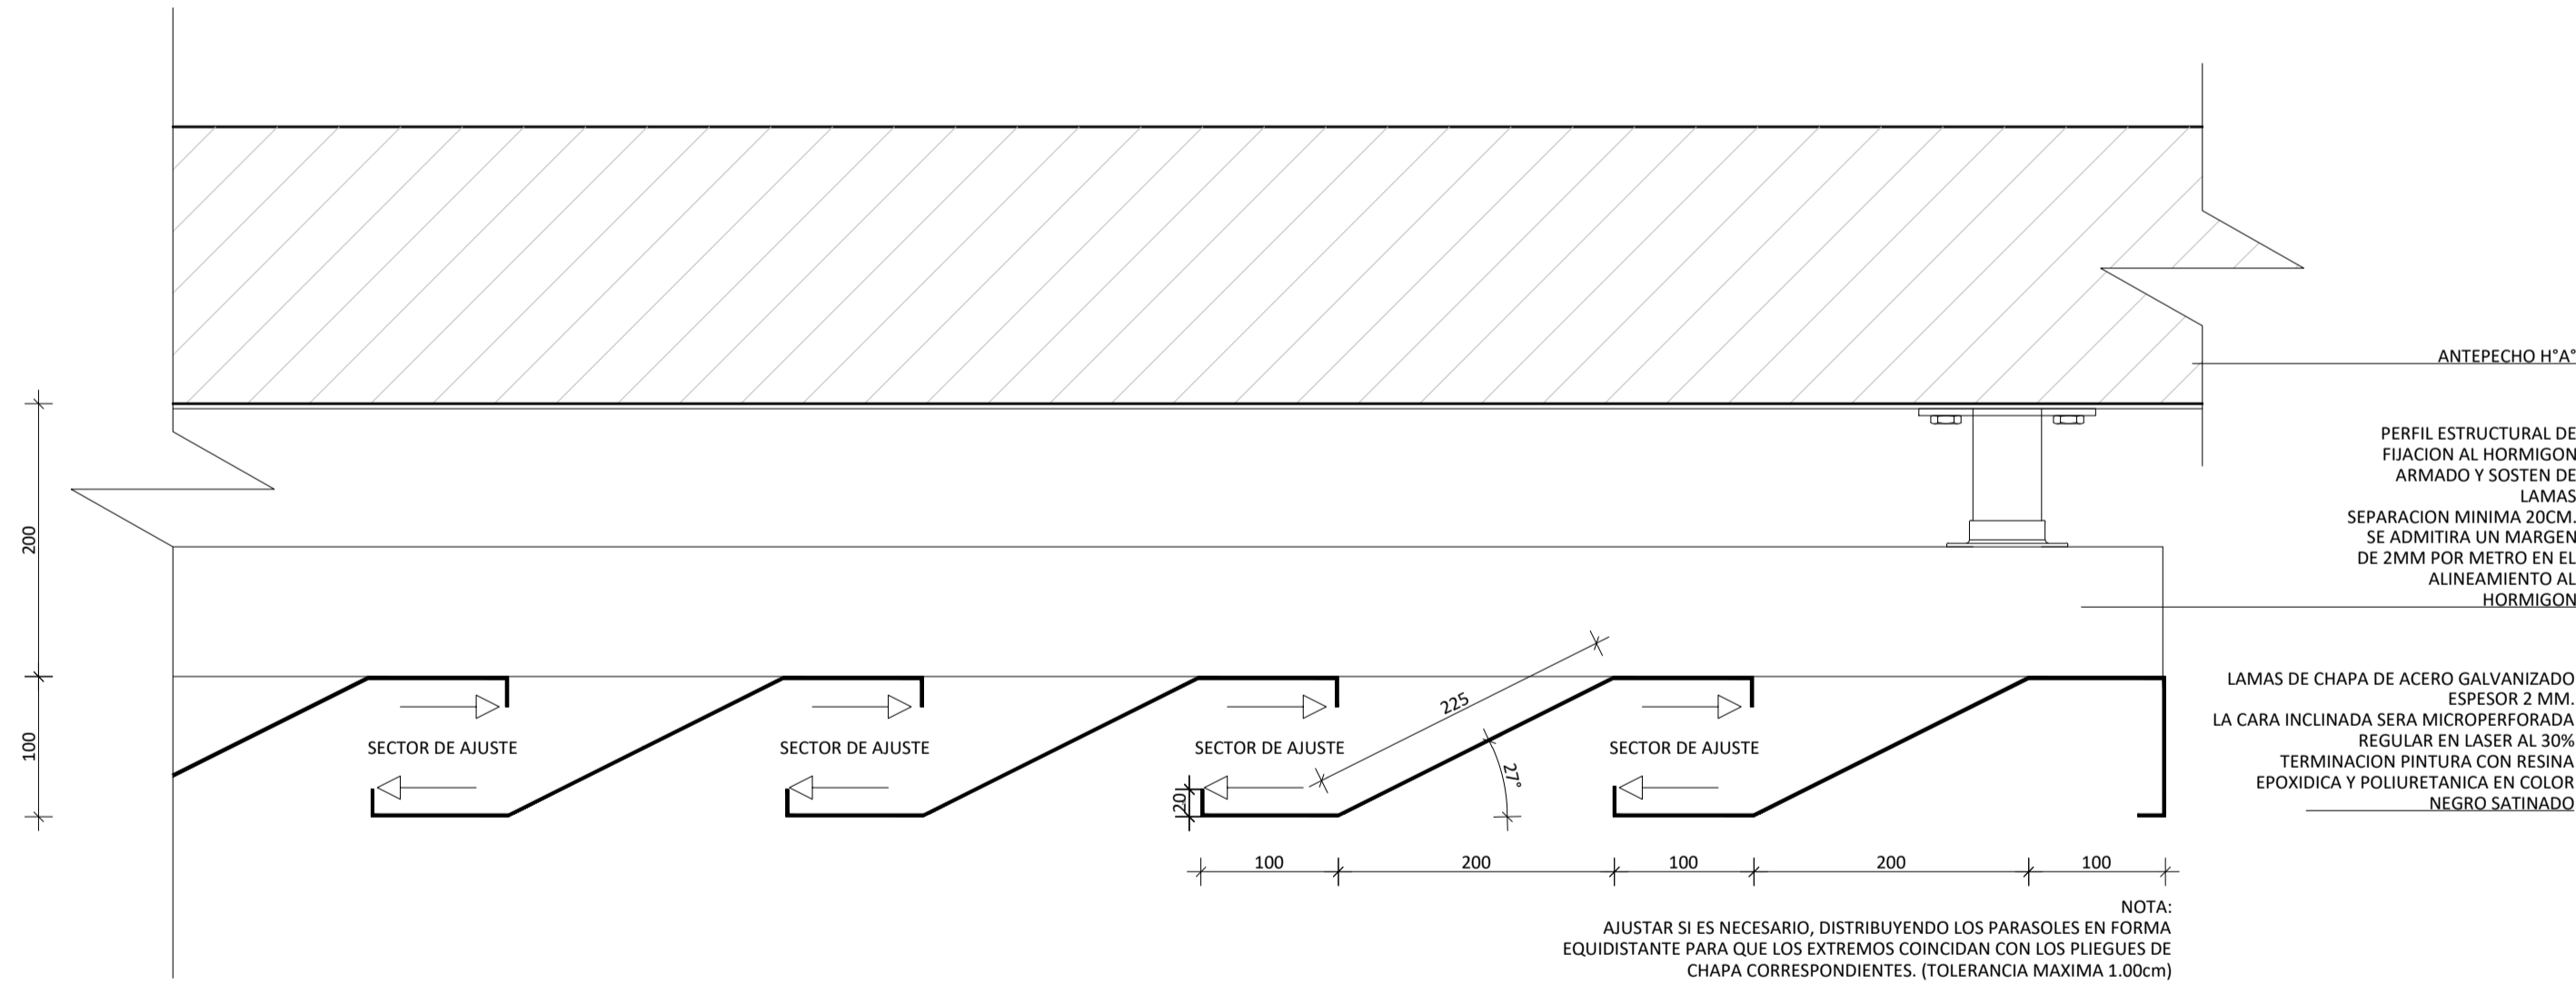 ANTEPECHO H°A°
PERFIL ESTRUCTURAL DE
FIJACION AL HORMIGON
ARMADO Y SOSTEN DE
LAMAS
SEPARACION MINIMA 20CM.
SE ADMITIRA UN MARGEN
DE 2MM POR METRO EN EL
ALINEAMIENTO AL
HORMIGON
200
100
LAMAS DE CHAPA DE ACERO GALVANIZADO
ESPESOR 2 MM.
LA CARA INCLINADA SERA MICROPERFORADA
REGULAR EN LASER AL 30%
TERMINACION PINTURA CON RESINA
EPOXIDICA Y POLIURETANICA EN COLOR
NEGRO SATINADO
225
27°
SECTOR DE AJUSTE
SECTOR DE AJUSTE
SECTOR DE AJUSTE
SECTOR DE AJUSTE
20
100
200
100
200
100
NOTA:
AJUSTAR SI ES NECESARIO, DISTRIBUYENDO LOS PARASOLES EN FORMA
EQUIDISTANTE PARA QUE LOS EXTREMOS COINCIDAN CON LOS PLIEGUES DE
CHAPA CORRESPONDIENTES. (TOLERANCIA MAXIMA 1.00cm)